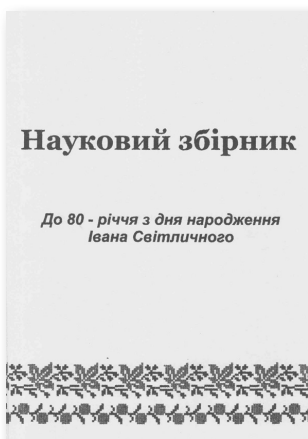 Науковий збірник
До 80 - річчя з дня народження
Івана Світличного